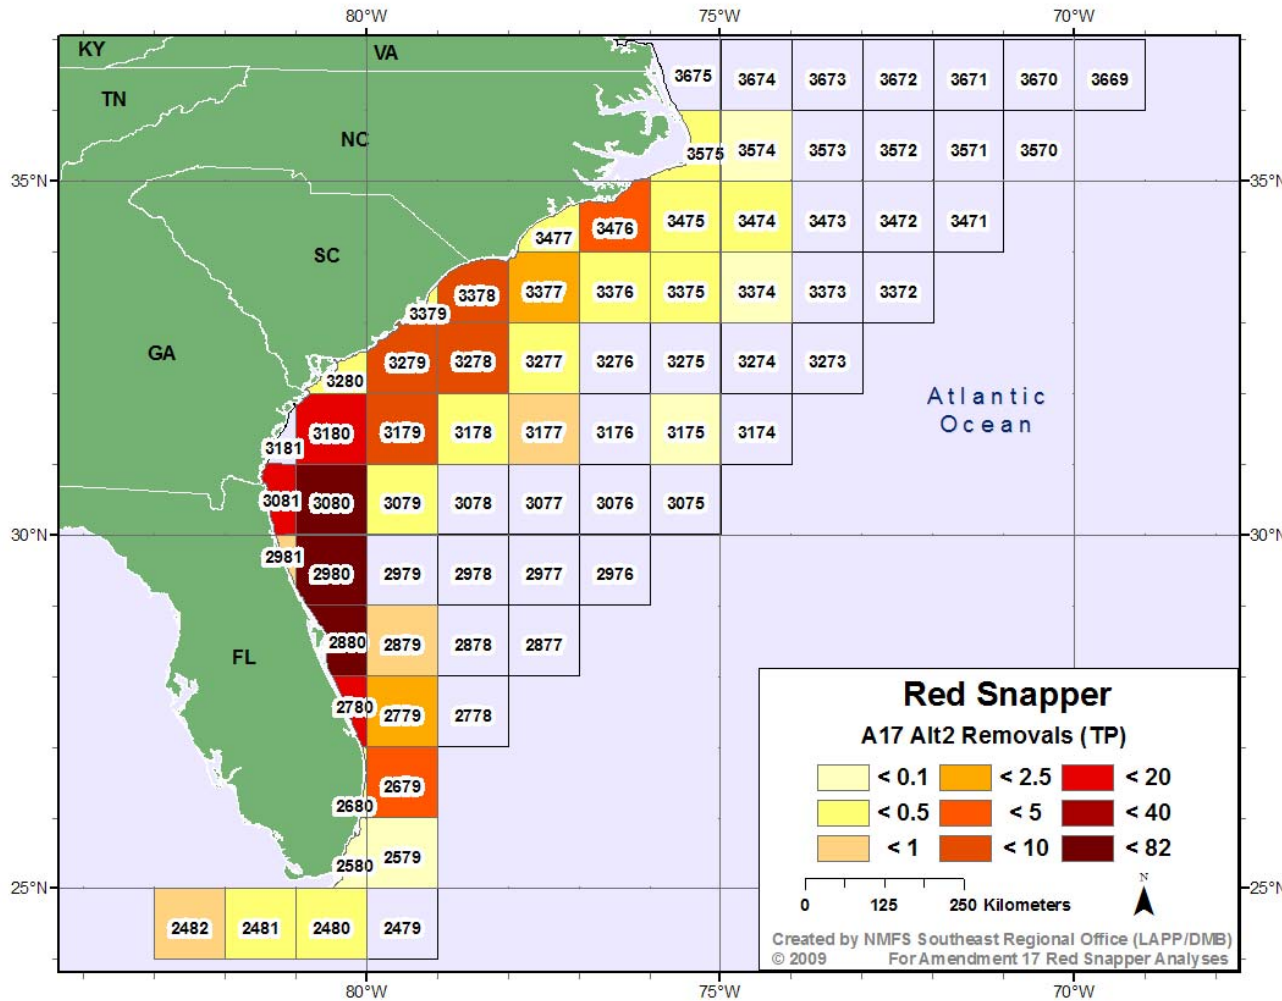 80°W 75°W 70°W
KY VA
3675 3674 3673 3672 3671 3670 3669
TN
NC
3575 3574 3573 3572 3571 3570
35°N 35°N
3477 3476 3475 3474 3473 3472 3471
SC
3379 3378 3377 3376 3375 3374 3373 3372
GA
3280 3279 3278 3277 3276 3275 3274 3273
Atlantic
Ocean
3181 3180 3179 3178 3177 3176 3175 3174
3081 3080 3079 3078 3077 3076 3075
30°N 30°N
2981 2980 2979 2978 2977 2976
FL
2880 2879 2878 2877
2780 2779 2778
2680 2679
2580 2579
25°N 25°N
2482 2481 2480 2479
80°W 75°W 70°W
Red Snapper
A17 Alt2 Removals (TP)
< 0.1 < 2.5 < 20
< 0.5 < 5 < 40
< 1 < 10 < 82
N
0 125 250 Kilometers
Created by NMFS Southeast Regional Office (LAPP/DMB)
© 2009 For Amendment 17 Red Snapper Analyses